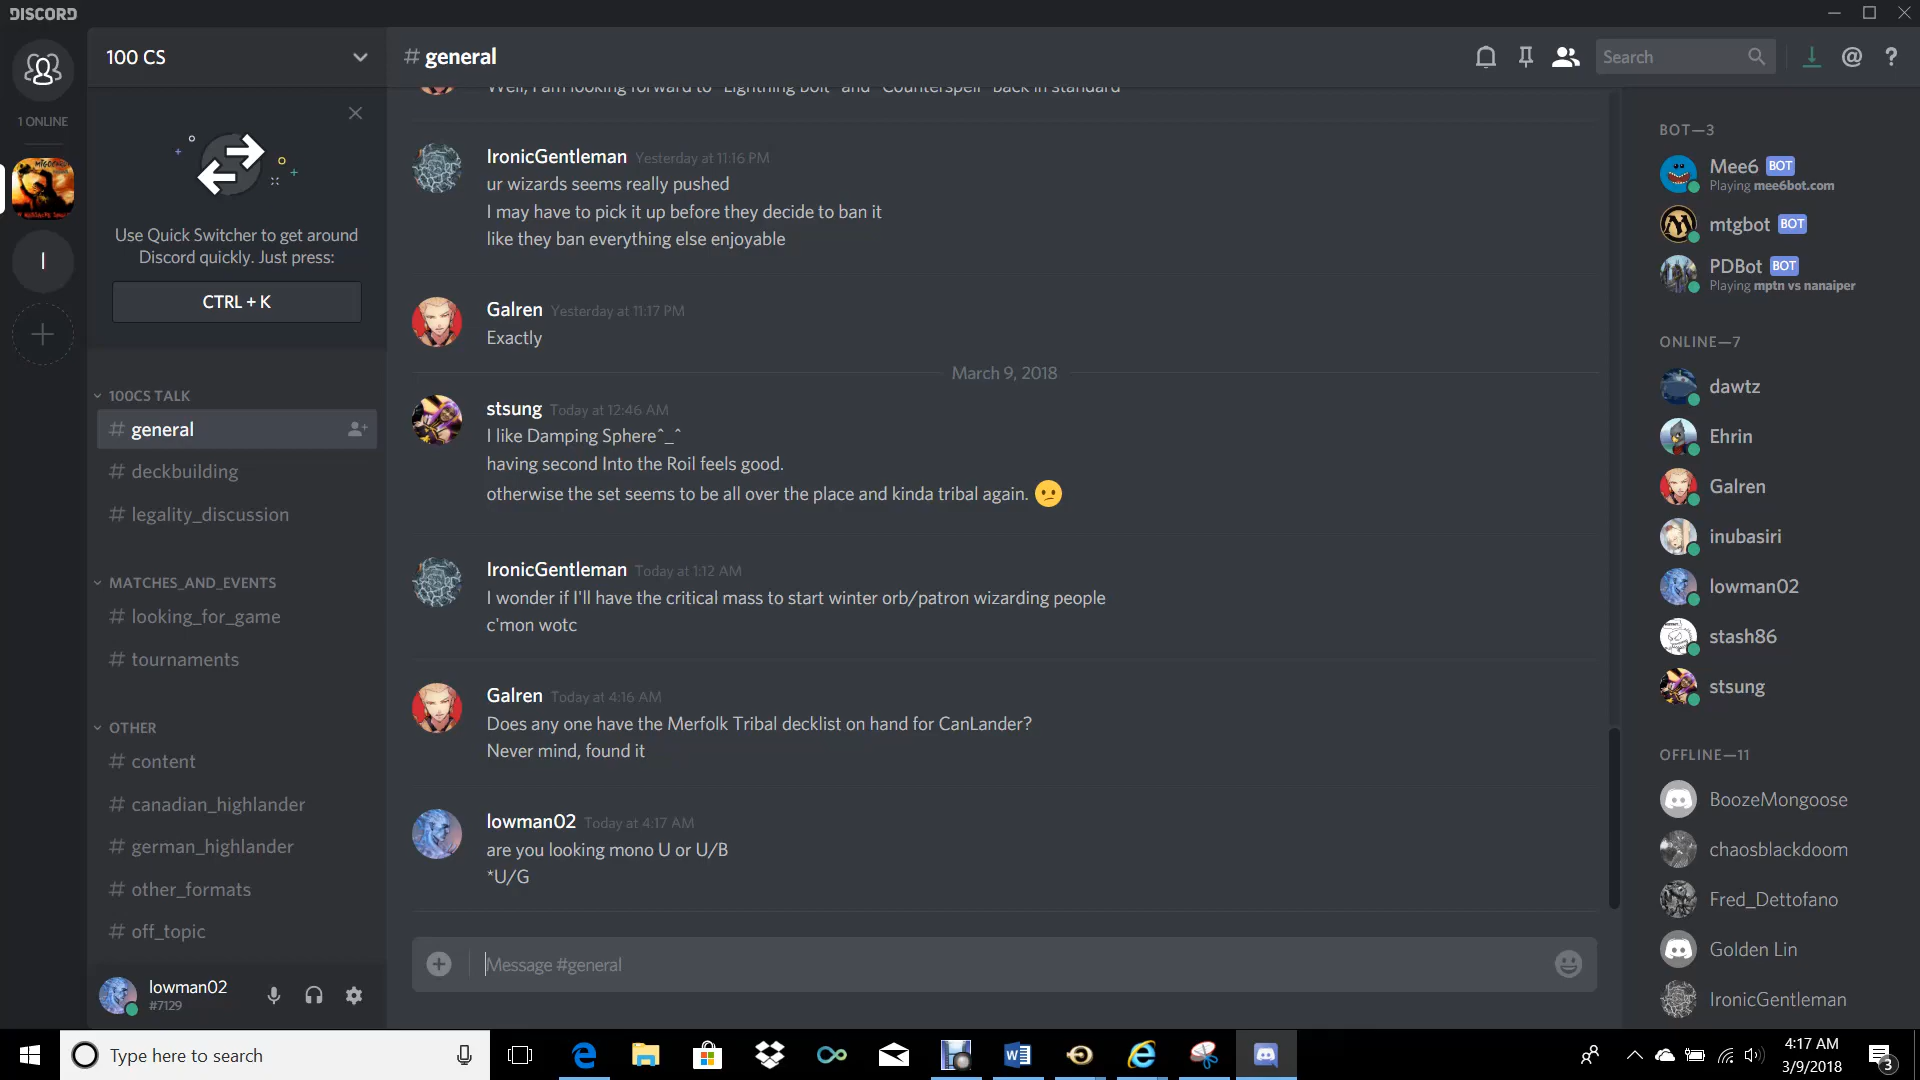 DISCORD
100 CS
# general
Search
1 ONLINE
Use Quick Switcher to get around
Discord quickly. Just press:
CTRL + K
100CS TALK
# general
# deckbuilding
# legality_discussion
MATCHES_AND_EVENTS
# looking_for_game
# tournaments
OTHER
# content
# canadian_highlander
# german_highlander
# other_formats
# off_topic
lowman02
#7129
Well, I am looking forward to "Lightning bolt" and "Counterspell" back in standard
IronicGentleman Yesterday at 11:16 PM
ur wizards seems really pushed
I may have to pick it up before they decide to ban it
like they ban everything else enjoyable
Galren Yesterday at 11:17 PM
Exactly
March 9, 2018
stsung Today at 12:46 AM
I like Damping Sphere^_^
having second Into the Roil feels good.
otherwise the set seems to be all over the place and kinda tribal again.
IronicGentleman Today at 1:12 AM
I wonder if I'll have the critical mass to start winter orb/patron wizarding people
c'mon wotc
Galren Today at 4:16 AM
Does any one have the Merfolk Tribal decklist on hand for CanLander?
Never mind, found it
lowman02 Today at 4:17 AM
are you looking mono U or U/B
*U/G
Message #general
BOT—3
Mee6 BOT
Playing mee6bot.com
mtgbot BOT
PDBot BOT
Playing mptn vs nanaiper
ONLINE—7
dawtz
Ehrin
Galren
inubasiri
lowman02
stash86
stsung
OFFLINE—11
BoozeMongoose
chaosblackdoom
Fred_Dettofano
Golden Lin
IronicGentleman
Type here to search
4:17 AM
3/9/2018
3